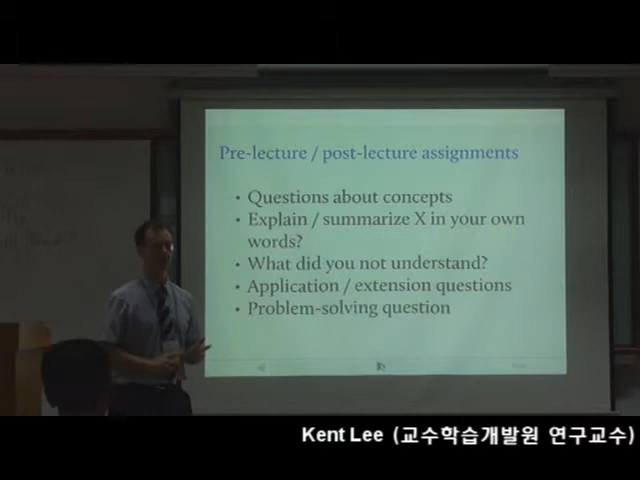 Pre-lecture / post-lecture assignments
• Questions about concepts
• Explain / summarize X in your own
words?
• What did you not understand?
• Application / extension questions
• Problem-solving question
Kent Lee (교수학습개발원 연구교수)